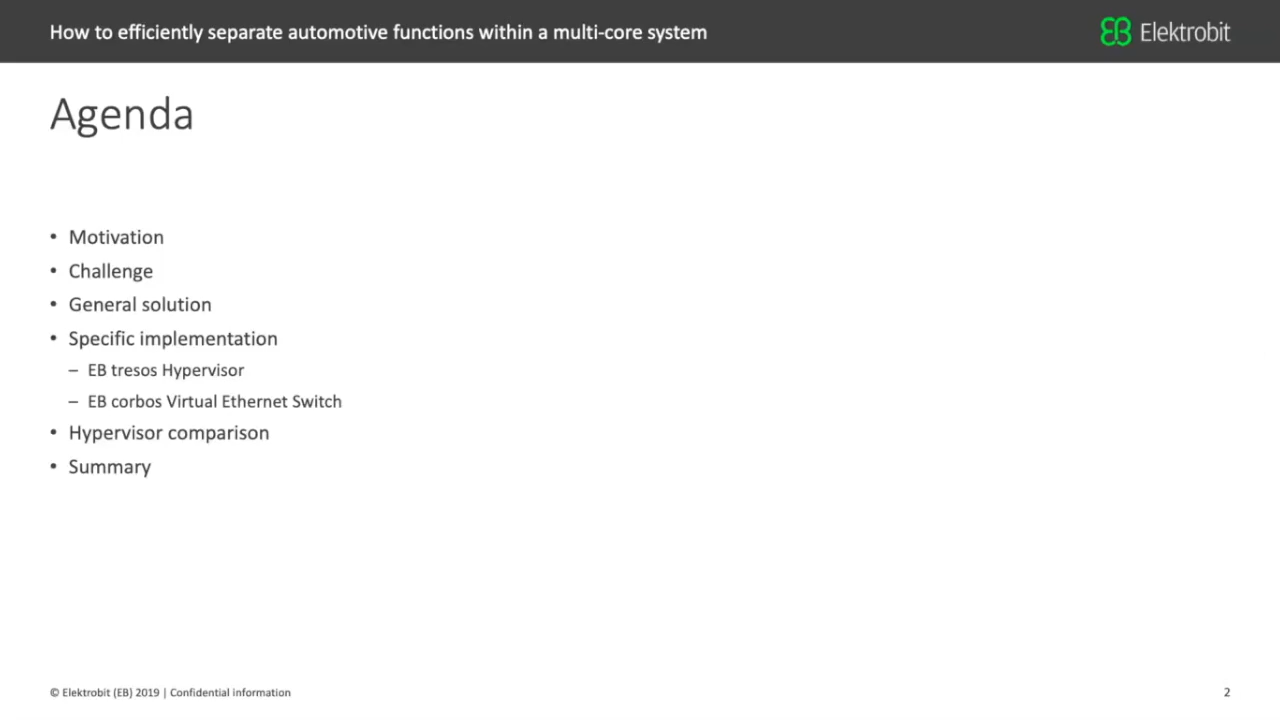 How to efficiently separate automotive functions within a multi-core system
Elektrobit
Agenda
• Motivation
• Challenge
• General solution
• Specific implementation
– EB tresos Hypervisor
– EB corbos Virtual Ethernet Switch
• Hypervisor comparison
• Summary
© Elektrobit (EB) 2019 | Confidential information
2